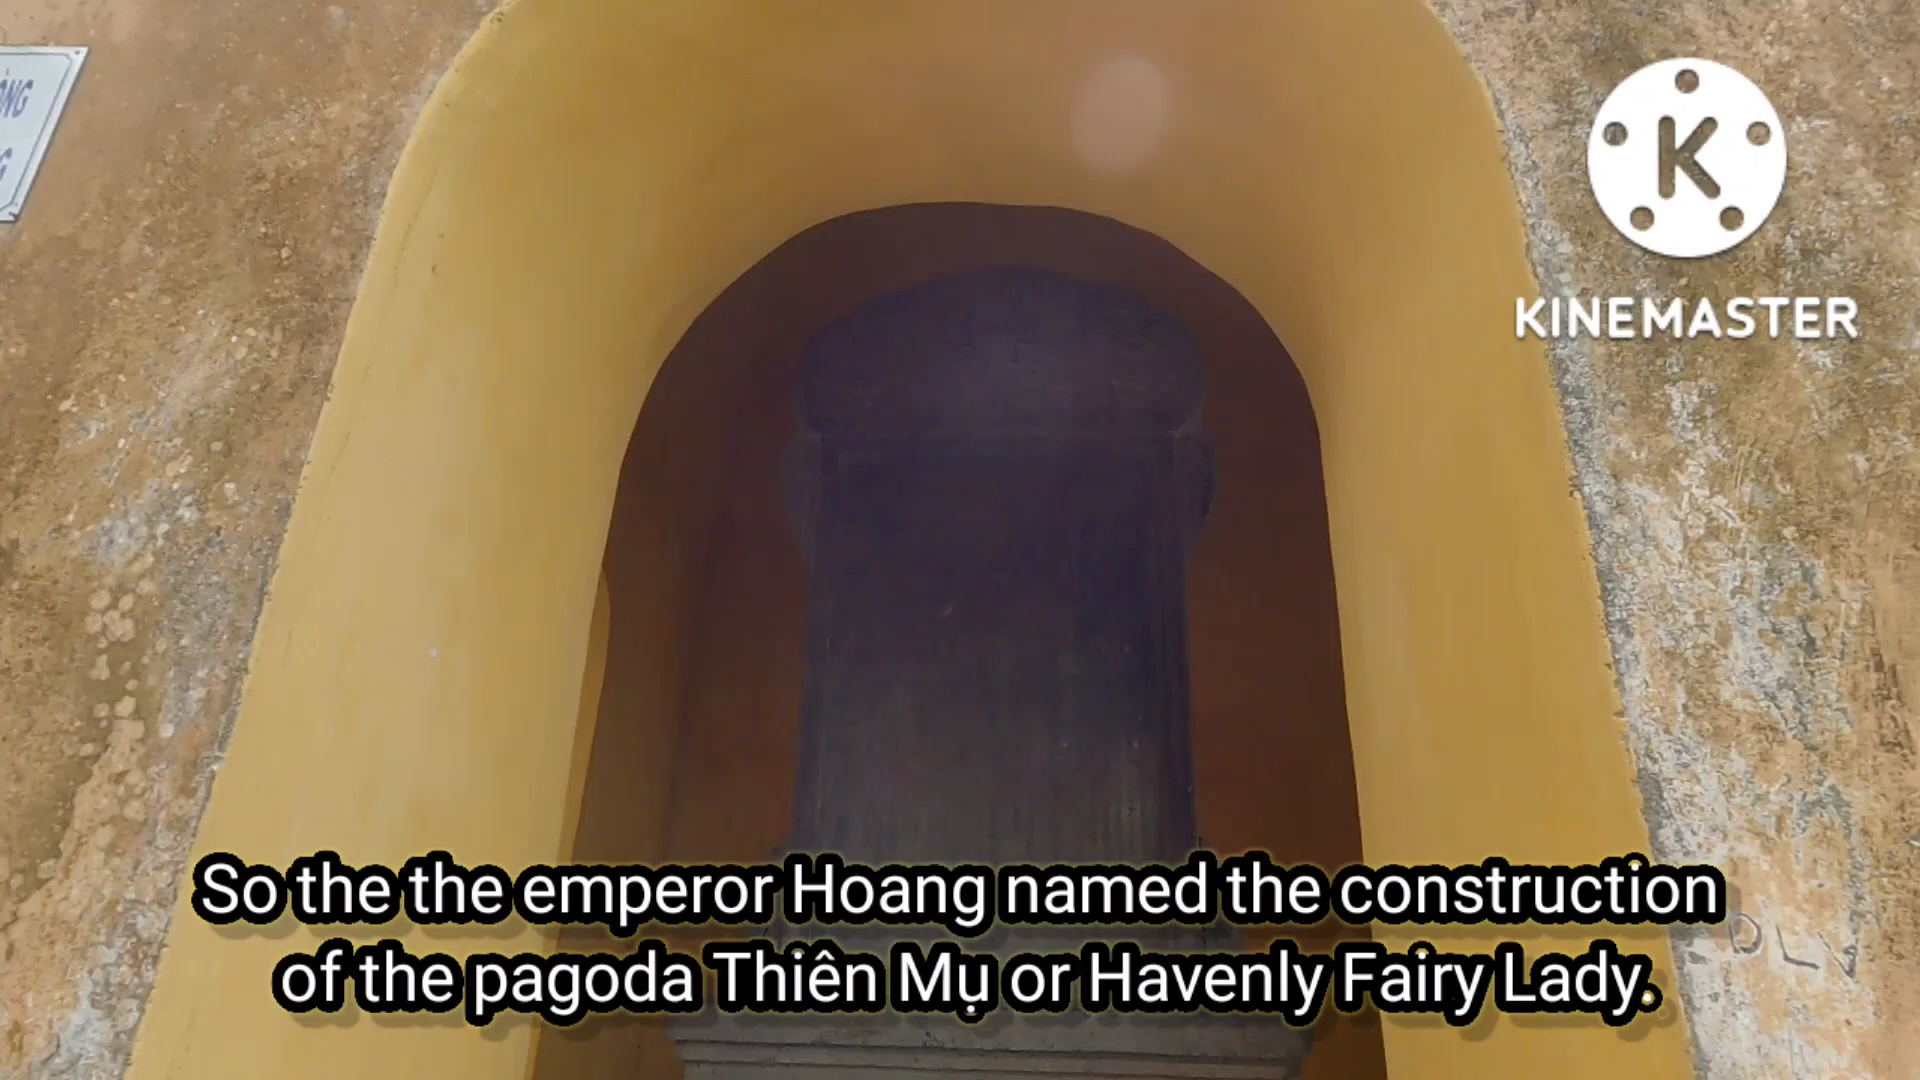 K
KINEMASTER
So the the emperor Hoang named the construction
of the pagoda Thiên Mụ or Havenly Fairy Lady.